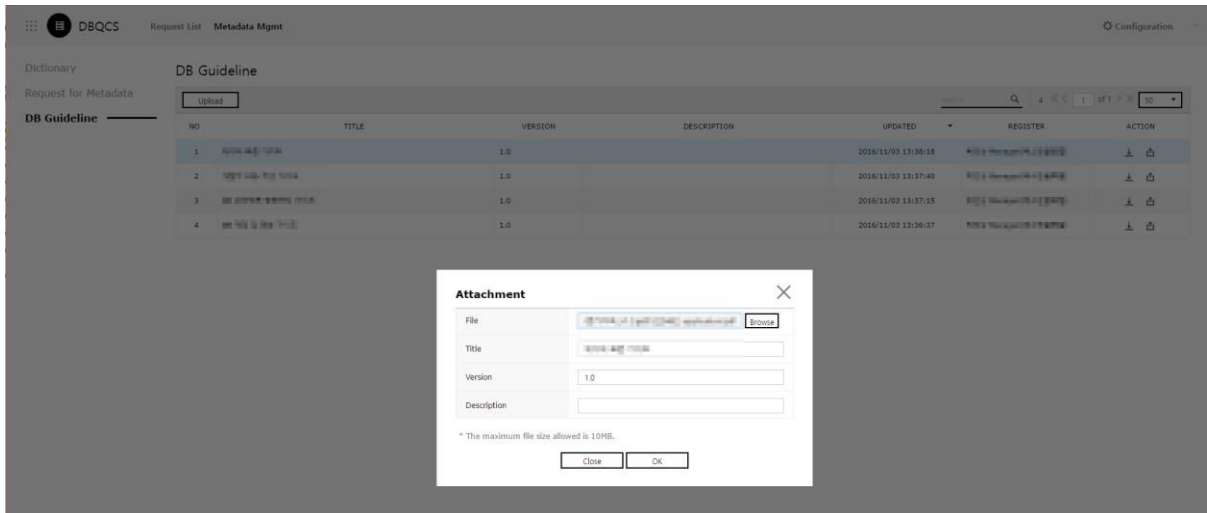 DBQCS Request List Metadata Mgmt Configuration
Dictionary
Request for Metadata
DB Guideline
DB Guideline
Upload 4 1 of 1 50
NO TITLE VERSION DESCRIPTION UPDATED REGISTER ACTION
1 1.0 2016/11/03 13:38:18
2 1.0 2016/11/03 13:37:40
3 1.0 2016/11/03 13:37:15
4 1.0 2016/11/03 13:36:37
Attachment
File Browse
Title
Version 1.0
Description
* The maximum file size allowed is 10MB.
Close OK